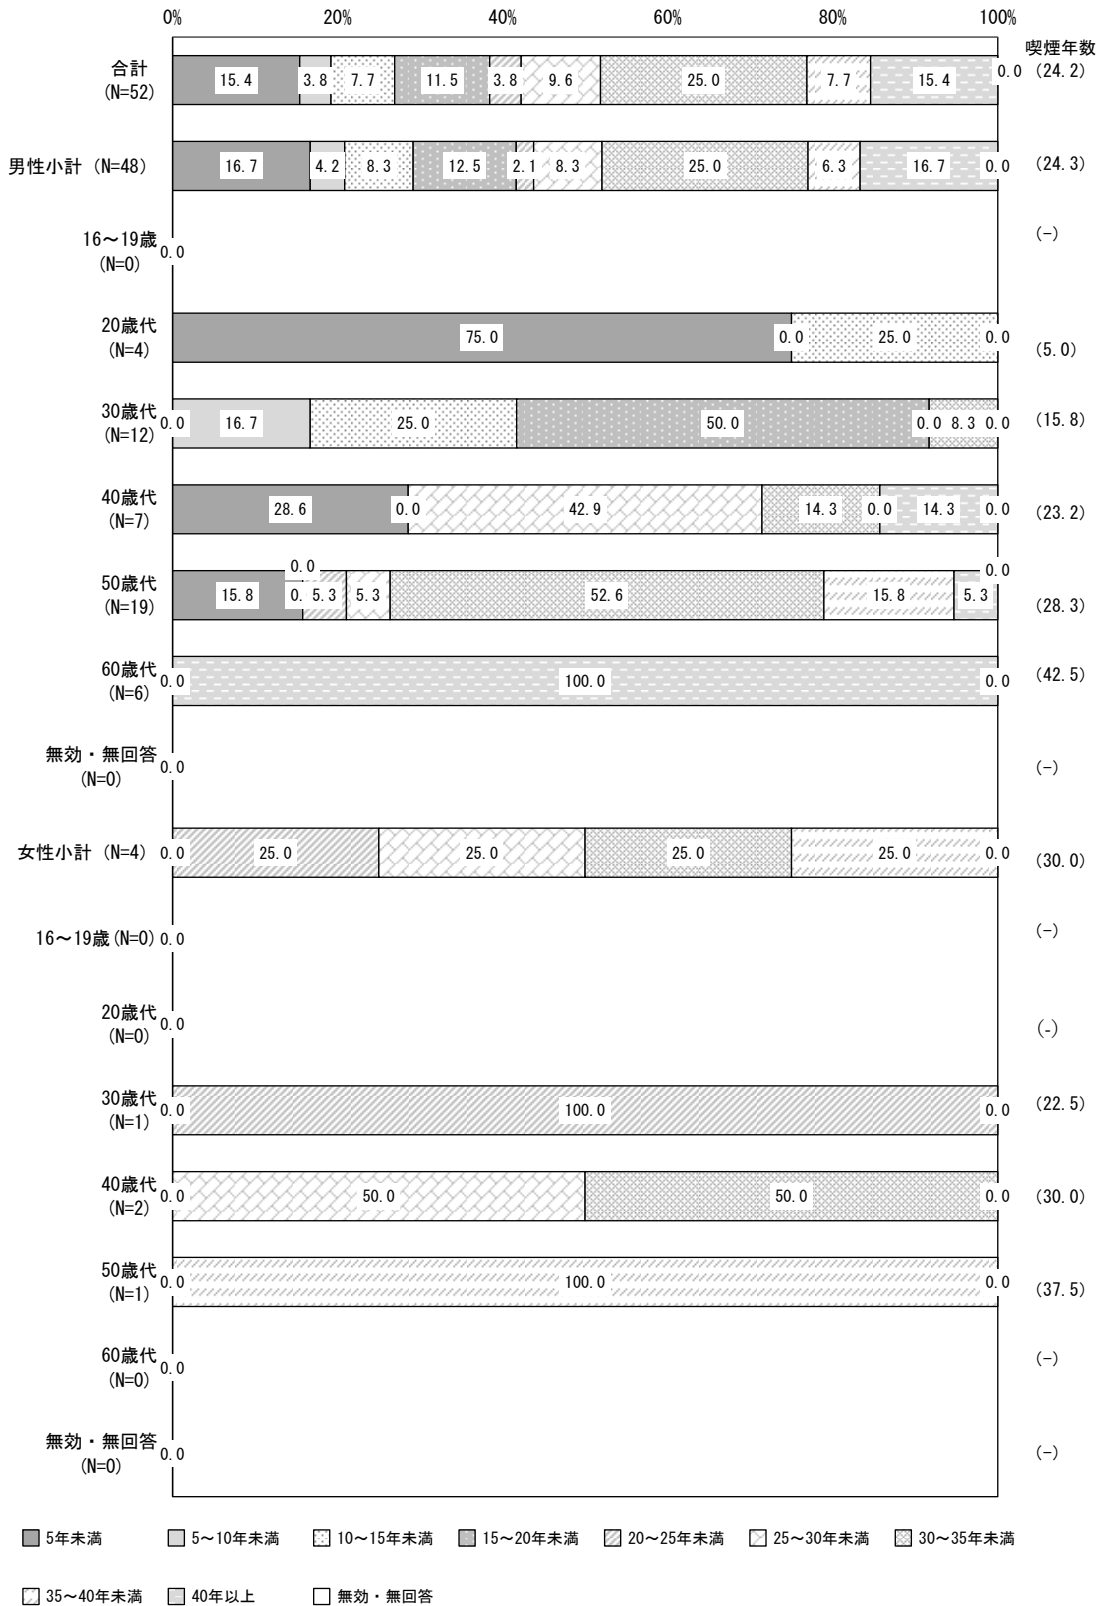 0% 20% 40% 60% 80% 100%
喫煙年数
合計
(N=52)
15.4 3.8 7.7 11.5 3.8 9.6 25.0 7.7 15.4 0.0 (24.2)
男性小計 (N=48) 16.7 4.2 8.3 12.5 2.1 8.3 25.0 6.3 16.7 0.0 (24.3)
16～19歳
(N=0)
0.0 (-)
20歳代
(N=4)
75.0 0.0 25.0 0.0 (5.0)
30歳代
(N=12)
0.0 16.7 25.0 50.0 0.0 8.3 0.0 (15.8)
40歳代
(N=7)
28.6 0.0 42.9 14.3 0.0 14.3 0.0 (23.2)
50歳代
(N=19)
0.0 0.0
15.8 0. 5.3 5.3 52.6 15.8 5.3 (28.3)
60歳代
(N=6)
0.0 100.0 0.0 (42.5)
無効・無回答
(N=0)
0.0 (-)
女性小計 (N=4) 0.0 25.0 25.0 25.0 25.0 0.0 (30.0)
16～19歳(N=0) 0.0 (-)
20歳代
(N=0)
0.0 (-)
30歳代
(N=1)
0.0 100.0 0.0 (22.5)
40歳代
(N=2)
0.0 50.0 50.0 0.0 (30.0)
50歳代
(N=1)
0.0 100.0 0.0 (37.5)
60歳代
(N=0)
0.0 (-)
無効・無回答
(N=0)
0.0 (-)
5年未満 5～10年未満 10～15年未満 15～20年未満 20～25年未満 25～30年未満 30～35年未満
35～40年未満 40年以上 無効・無回答